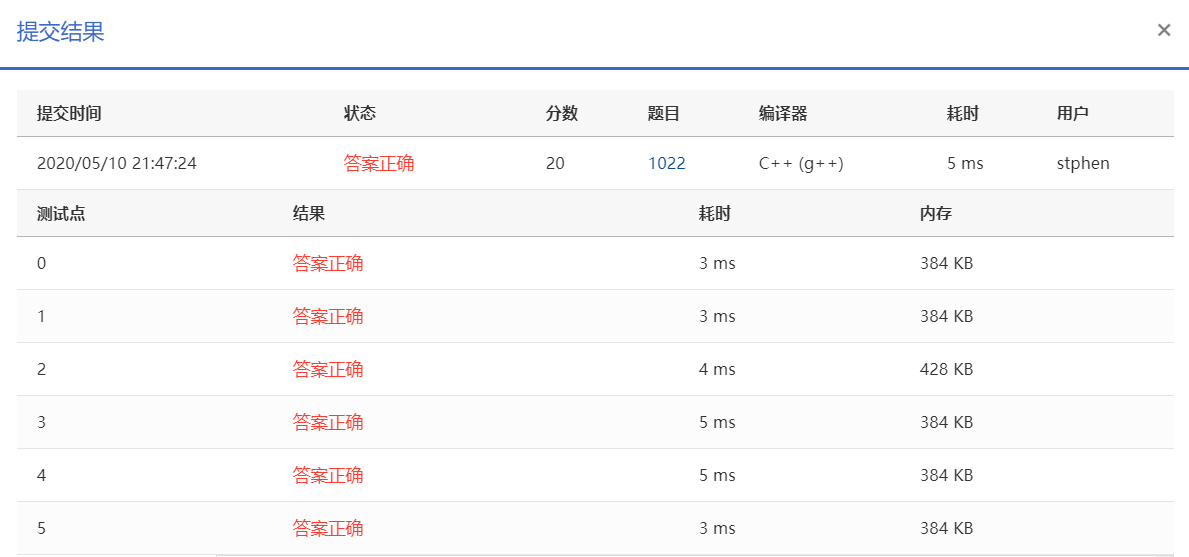 提交结果 ×
提交时间 状态 分数 题目 编译器 耗时 用户
2020/05/10 21:47:24 答案正确 20 1022 C++ (g++) 5 ms stphen
测试点 结果 耗时 内存
0 答案正确 3 ms 384 KB
1 答案正确 3 ms 384 KB
2 答案正确 4 ms 428 KB
3 答案正确 5 ms 384 KB
4 答案正确 5 ms 384 KB
5 答案正确 3 ms 384 KB